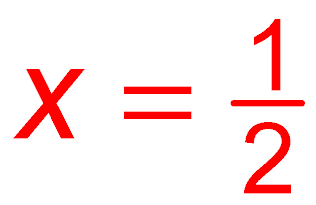 x = 1/2